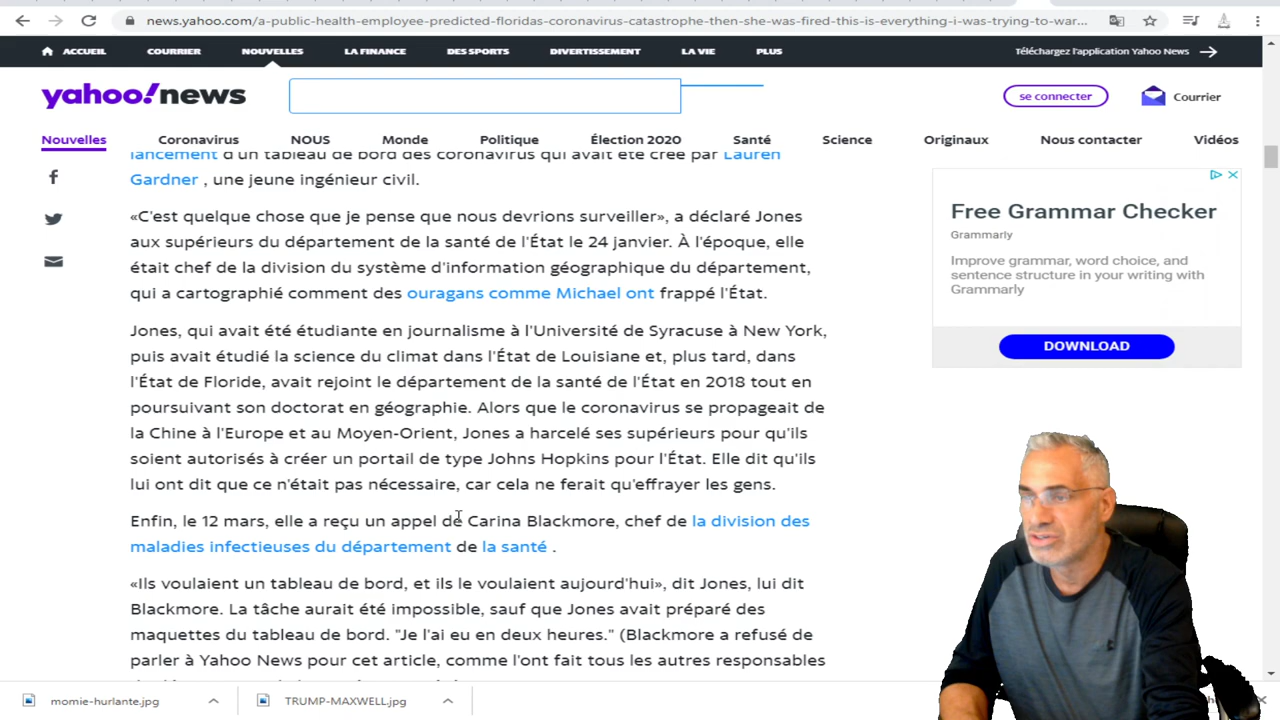 news.yahoo.com/a-public-health-employee-predicted-floridas-coronavirus-catastrophe-then-she-was-fired-this-is-everything-i-was-trying-to-war...
ACCUEIL COURRIER NOUVELLES LA FINANCE DES SPORTS DIVERTISSEMENTS LA VIE PLUS Téléchargez l'application Yahoo News
yahoo!news
se connecter Courrier
Nouvelles Coronavirus NOUS Monde Politique Élection 2020 Santé Science Originaux Nous contacter Vidéos
lancement d'un tableau de bord des coronavirus qui avait été créé par Lauren
Gardner , une jeune ingénieur civil.
«C'est quelque chose que je pense que nous devrions surveiller», a déclaré Jones
aux supérieurs du département de la santé de l'État le 24 janvier. À l'époque, elle
était chef de la division du système d'information géographique du département,
qui a cartographié comment des ouragans comme Michael ont frappé l'État.
Jones, qui avait été étudiante en journalisme à l'Université de Syracuse à New York,
puis avait étudié la science du climat dans l'État de Louisiane et, plus tard, dans
l'État de Floride, avait rejoint le département de la santé de l'État en 2018 tout en
poursuivant son doctorat en géographie. Alors que le coronavirus se propageait de
la Chine à l'Europe et au Moyen-Orient, Jones a harcelé ses supérieurs pour qu'ils
soient autorisés à créer un portail de type Johns Hopkins pour l'État. Elle dit qu'ils
lui ont dit que ce n'était pas nécessaire, car cela ne ferait qu'effrayer les gens.
Enfin, le 12 mars, elle a reçu un appel de Carina Blackmore, chef de la division des
maladies infectieuses du département de la santé .
«Ils voulaient un tableau de bord, et ils le voulaient aujourd'hui», dit Jones, lui dit
Blackmore. La tâche aurait été impossible, sauf que Jones avait préparé des
maquettes du tableau de bord. "Je l'ai eu en deux heures." (Blackmore a refusé de
parler à Yahoo News pour cet article, comme l'ont fait tous les autres responsables
Free Grammar Checker
Grammarly
Improve grammar, word choice, and
sentence structure in your writing with
Grammarly
DOWNLOAD
momie-hurlante.jpg TRUMP-MAXWELL.jpg